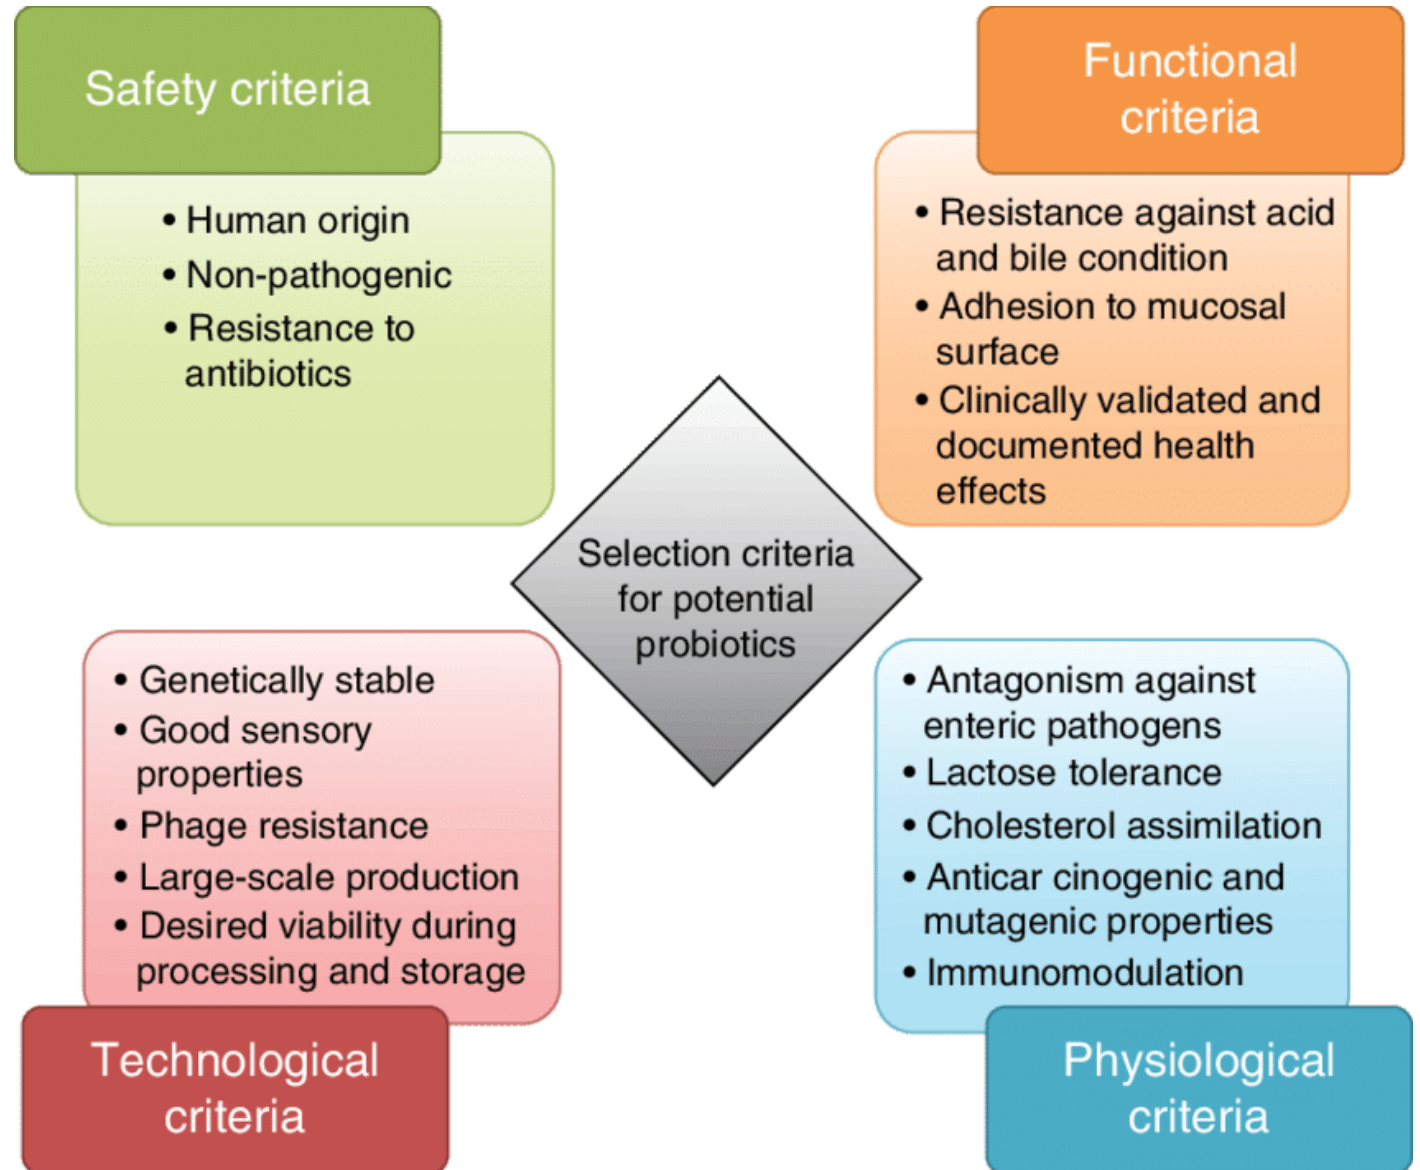 Safety criteria
• Human origin
• Non-pathogenic
• Resistance to
antibiotics
Functional
criteria
• Resistance against acid
and bile condition
• Adhesion to mucosal
surface
• Clinically validated and
documented health
effects
Selection criteria
for potential
probiotics
• Genetically stable
• Good sensory
properties
• Phage resistance
• Large-scale production
• Desired viability during
processing and storage
Technological
criteria
• Antagonism against
enteric pathogens
• Lactose tolerance
• Cholesterol assimilation
• Anticar cinogenic and
mutagenic properties
• Immunomodulation
Physiological
criteria